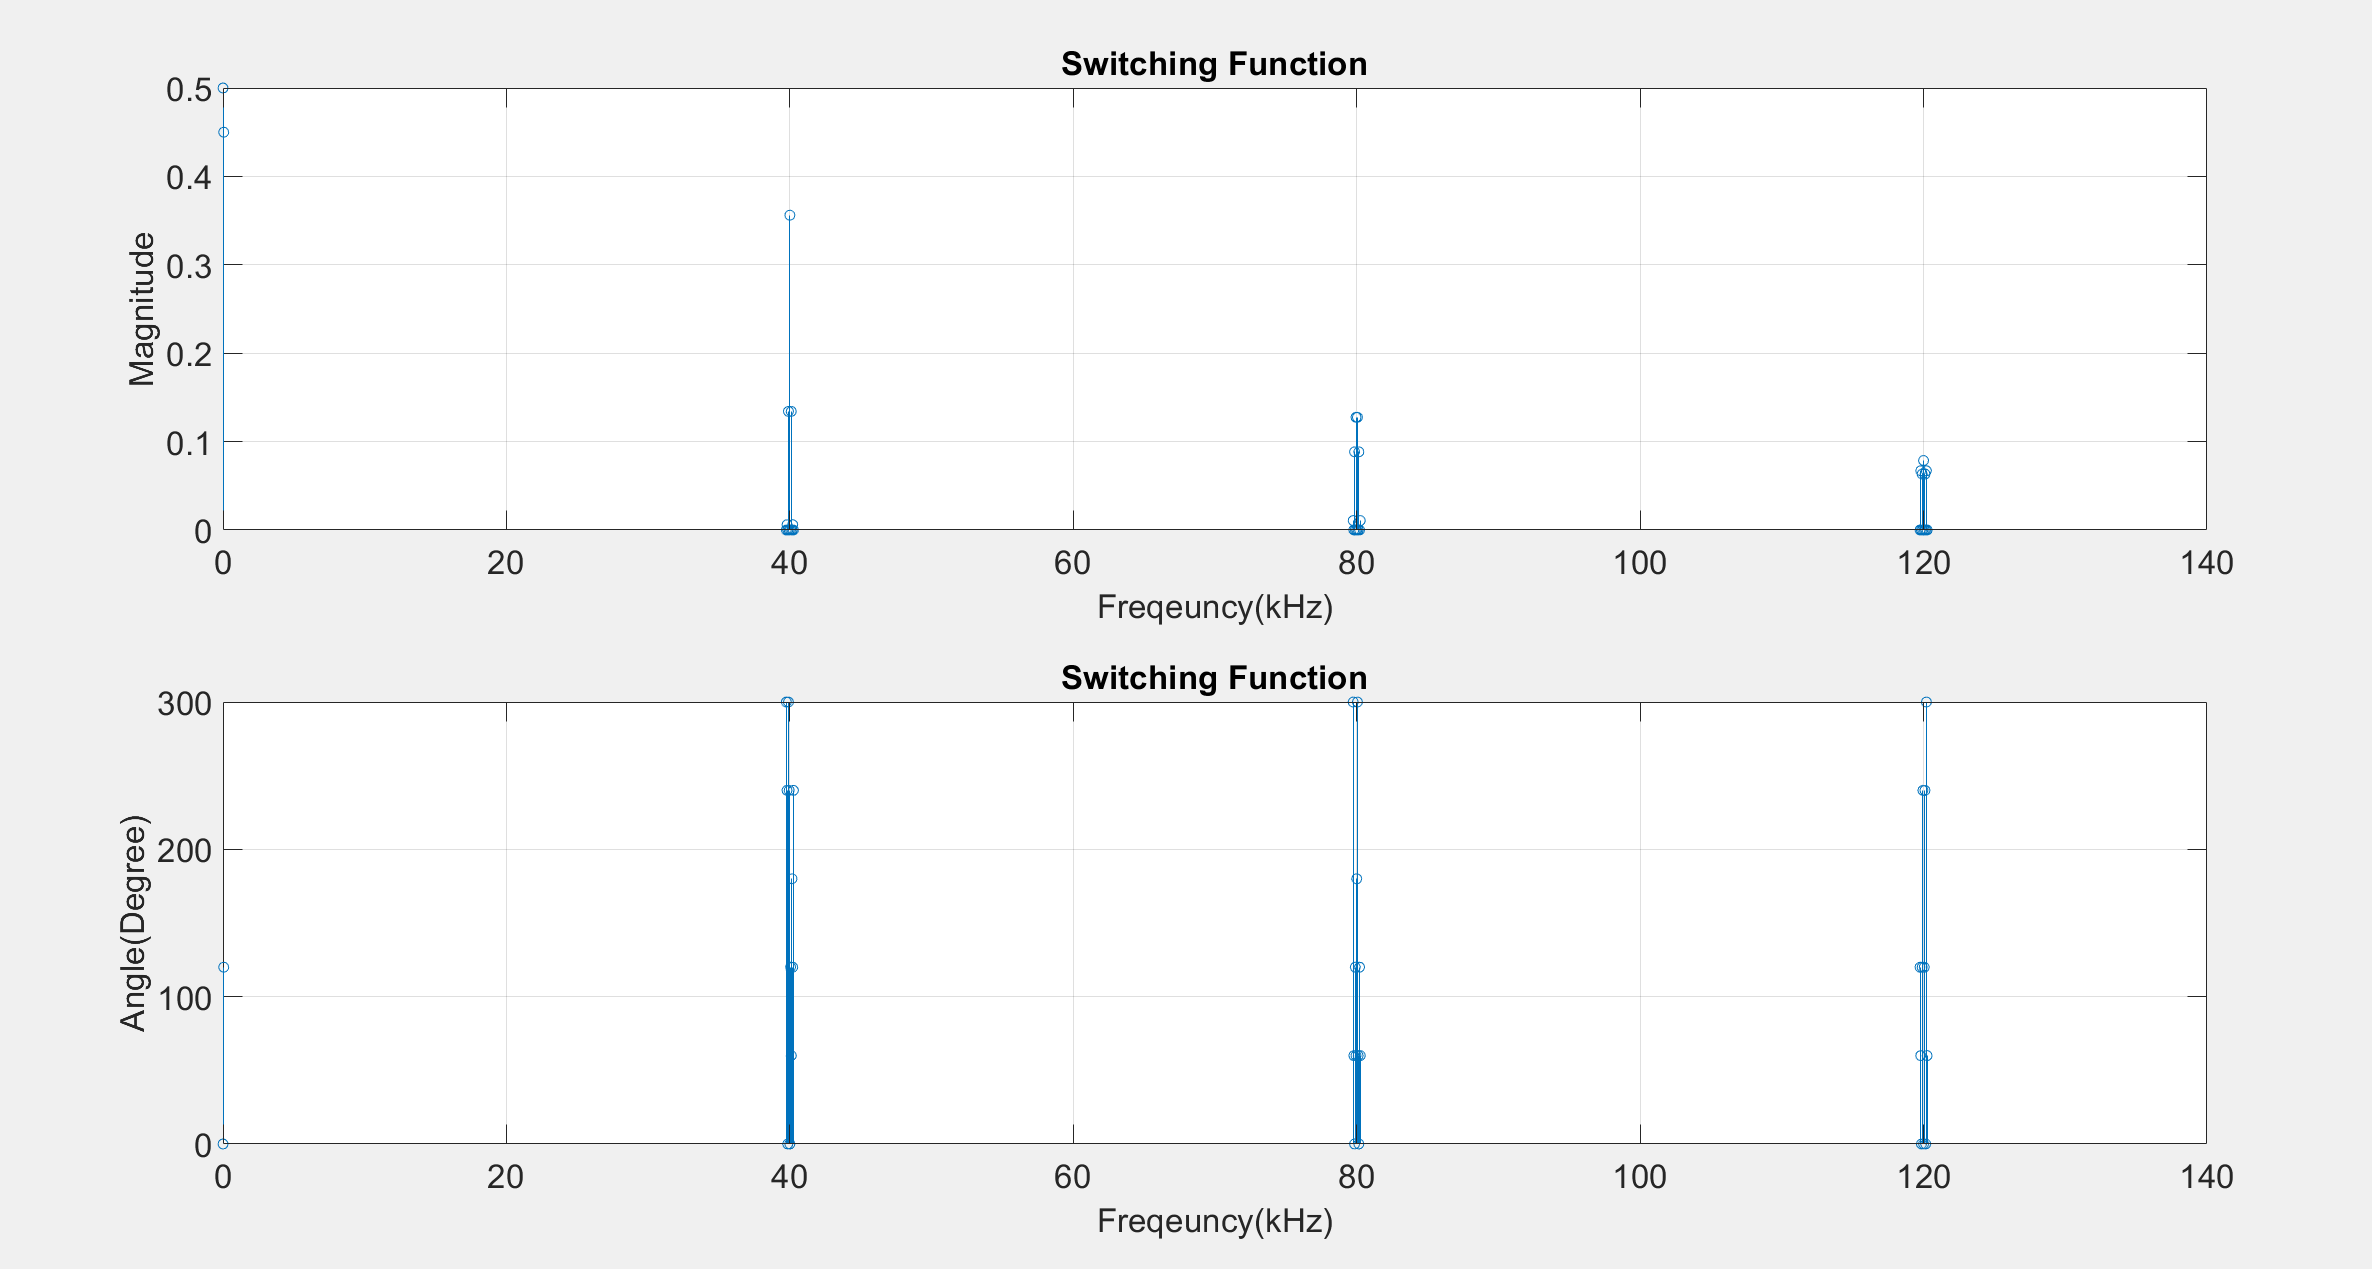 Switching Function
0.5
0.4
0.3
0.2
0.1
0
Magnitude
0 20 40 60 80 100 120 140
Freqeuncy(kHz)
Switching Function
300
200
100
0
Angle(Degree)
0 20 40 60 80 100 120 140
Freqeuncy(kHz)